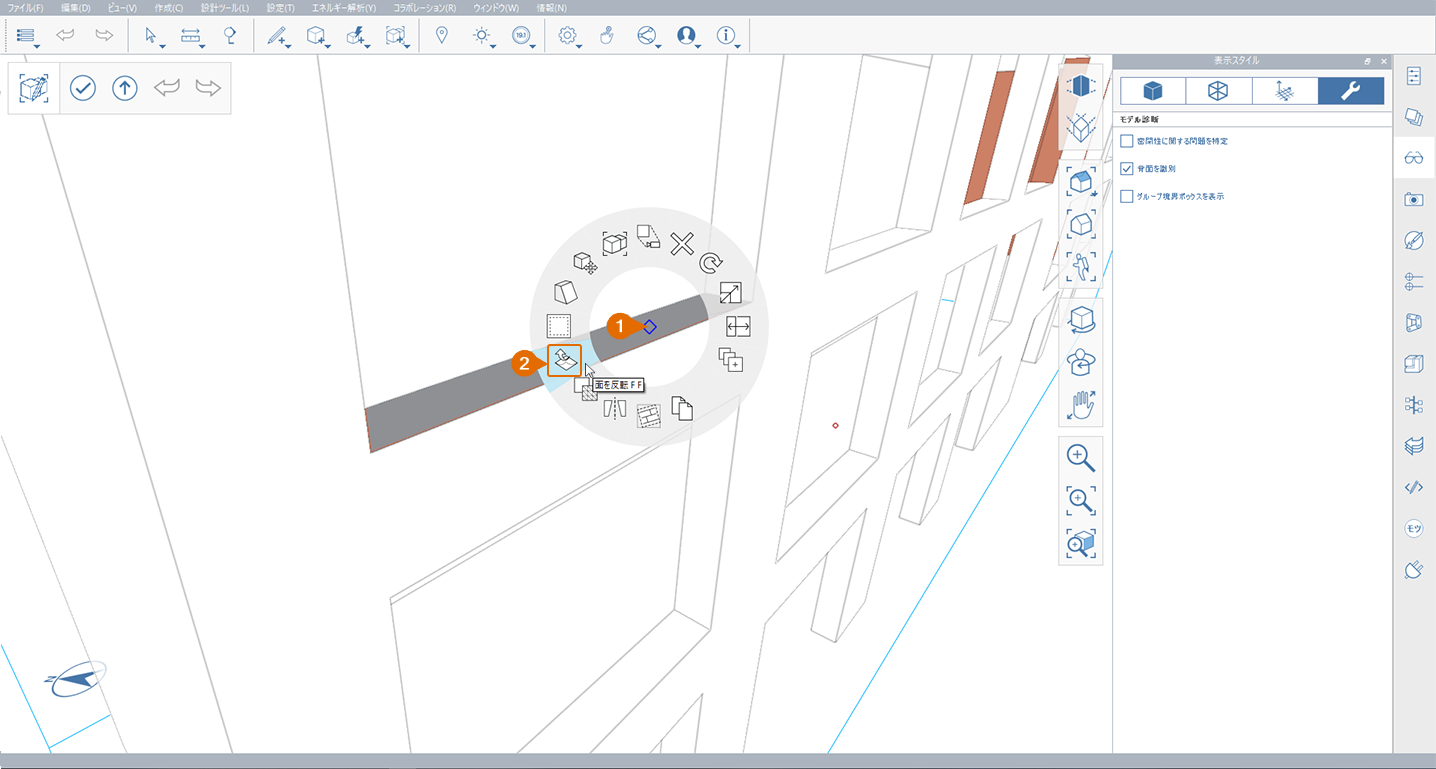 ファイル(F) 編集(D) ビュー(V) 作成(C) 設計ツール(L) 設定(T) エネルギー解析(Y) コラボレーション(R) ウィンドウ(W) 情報(N)
19.1
表示スタイル
モデル診断
密閉性に関する問題を特定
背面を識別
グループ境界ボックスを表示
1
2
面を反転 F F
モツ
N